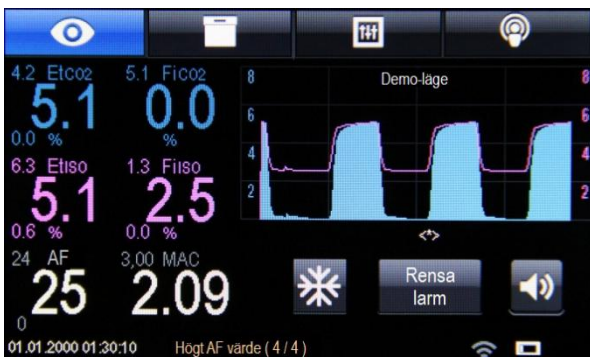 4.2 Etco2 5.1 Fico2
5.1 0.0
0.0 % %
6.3 Etiso 1.3 Fiiso
5.1 2.5
0.6 % 0.0 %
24 AF 3,00 MAC
25 2.09
0
8 Demo-läge 8
6 6
4 4
2 2
Rensa
larm
01.01.2000 01:30:10 Högt AF värde ( 4 / 4 )